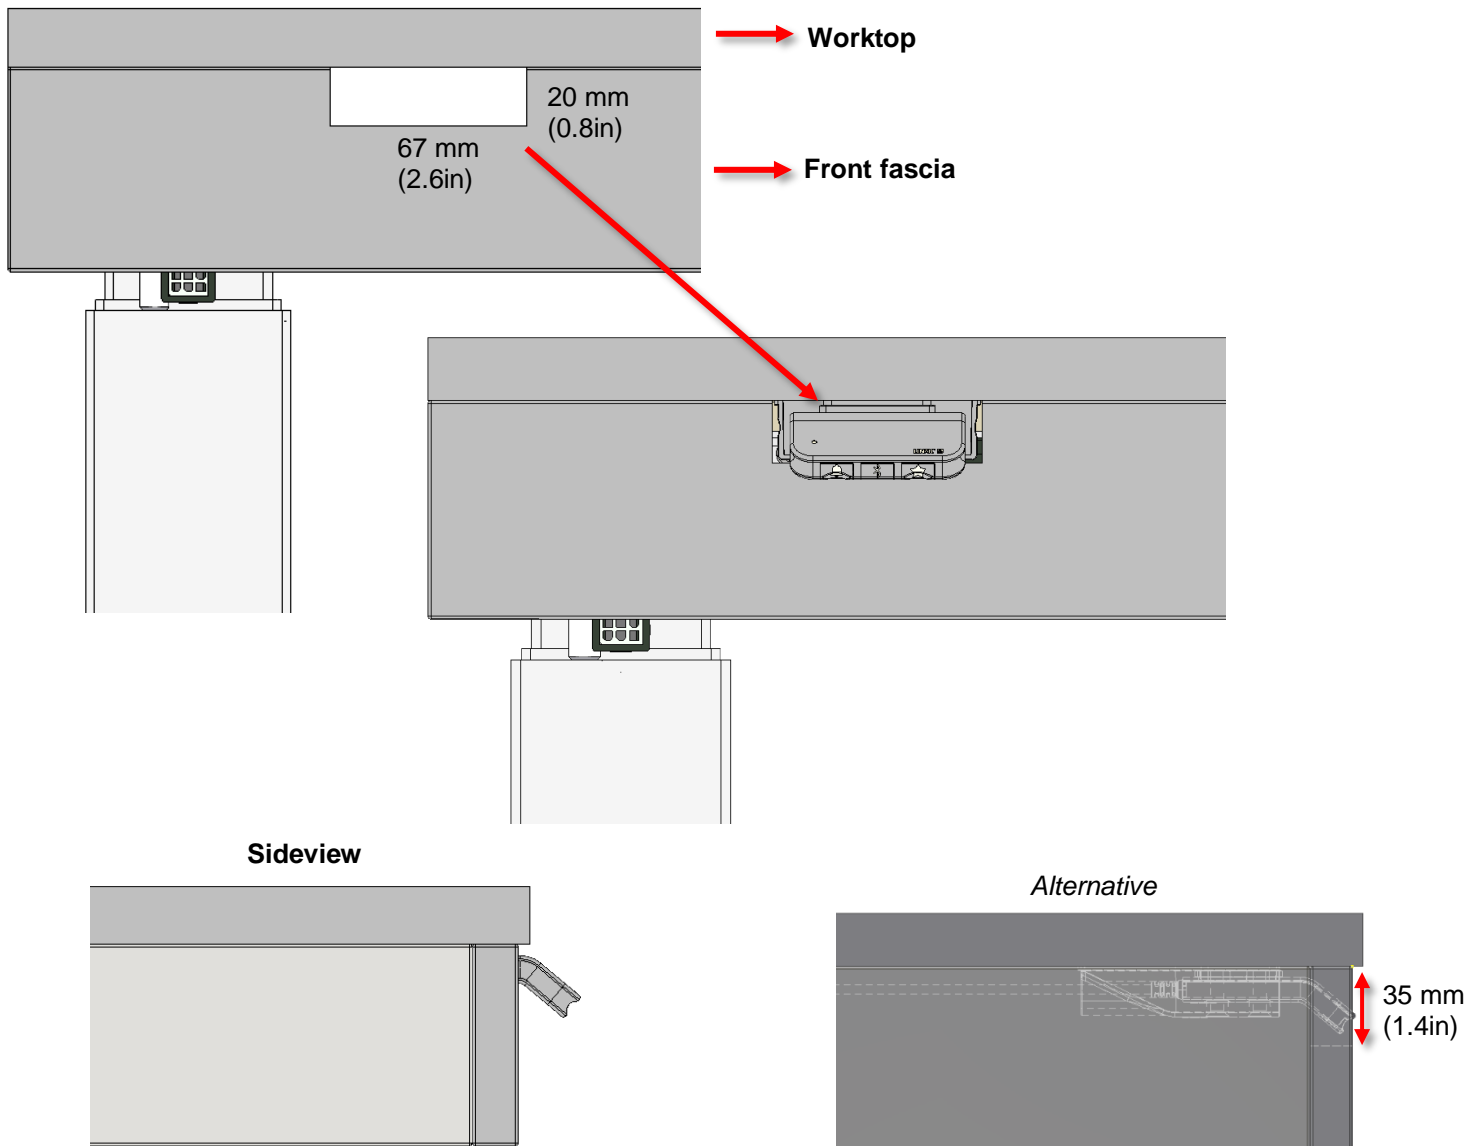 Worktop
20 mm
(0.8in)
67 mm
(2.6in)
Front fascia
Sideview
Alternative
35 mm
(1.4in)